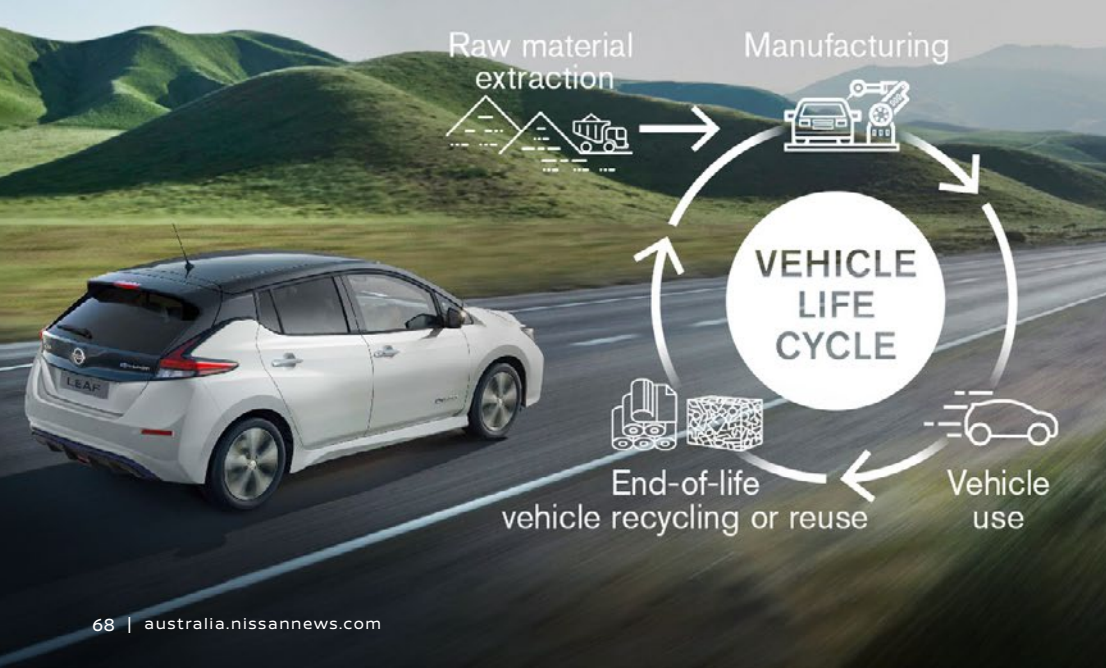 Raw material
extraction
Manufacturing
VEHICLE
LIFE
CYCLE
LEAF
End-of-life
vehicle recycling or reuse
Vehicle
use
68 | australia.nissannews.com